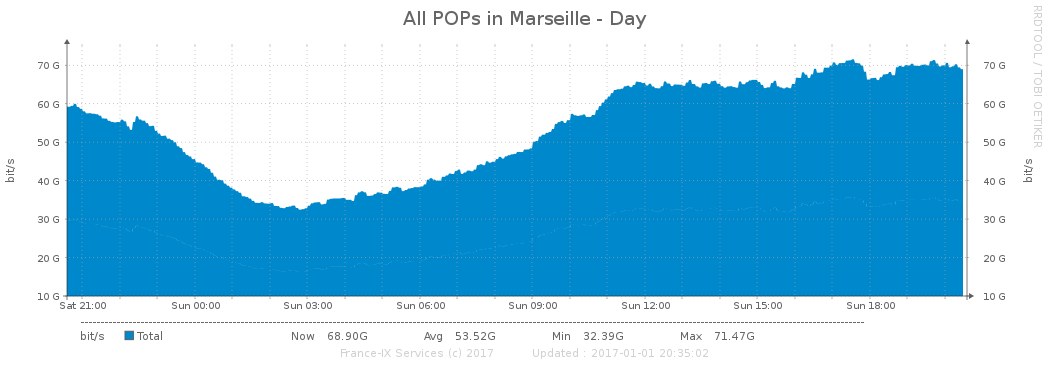 All POPs in Marseille - Day
RRDTOOL / TOBI OETIKER
70 G 70 G
60 G 60 G
50 G 50 G
40 G 40 G
30 G 30 G
20 G 20 G
10 G 10 G
bit/s bit/s
Sat 21:00 Sun 00:00 Sun 03:00 Sun 06:00 Sun 09:00 Sun 12:00 Sun 15:00 Sun 18:00
bit/s Total Now 68.90G Avg 53.52G Min 32.39G Max 71.47G
France-IX Services (c) 2017 Updated : 2017-01-01 20:35:02